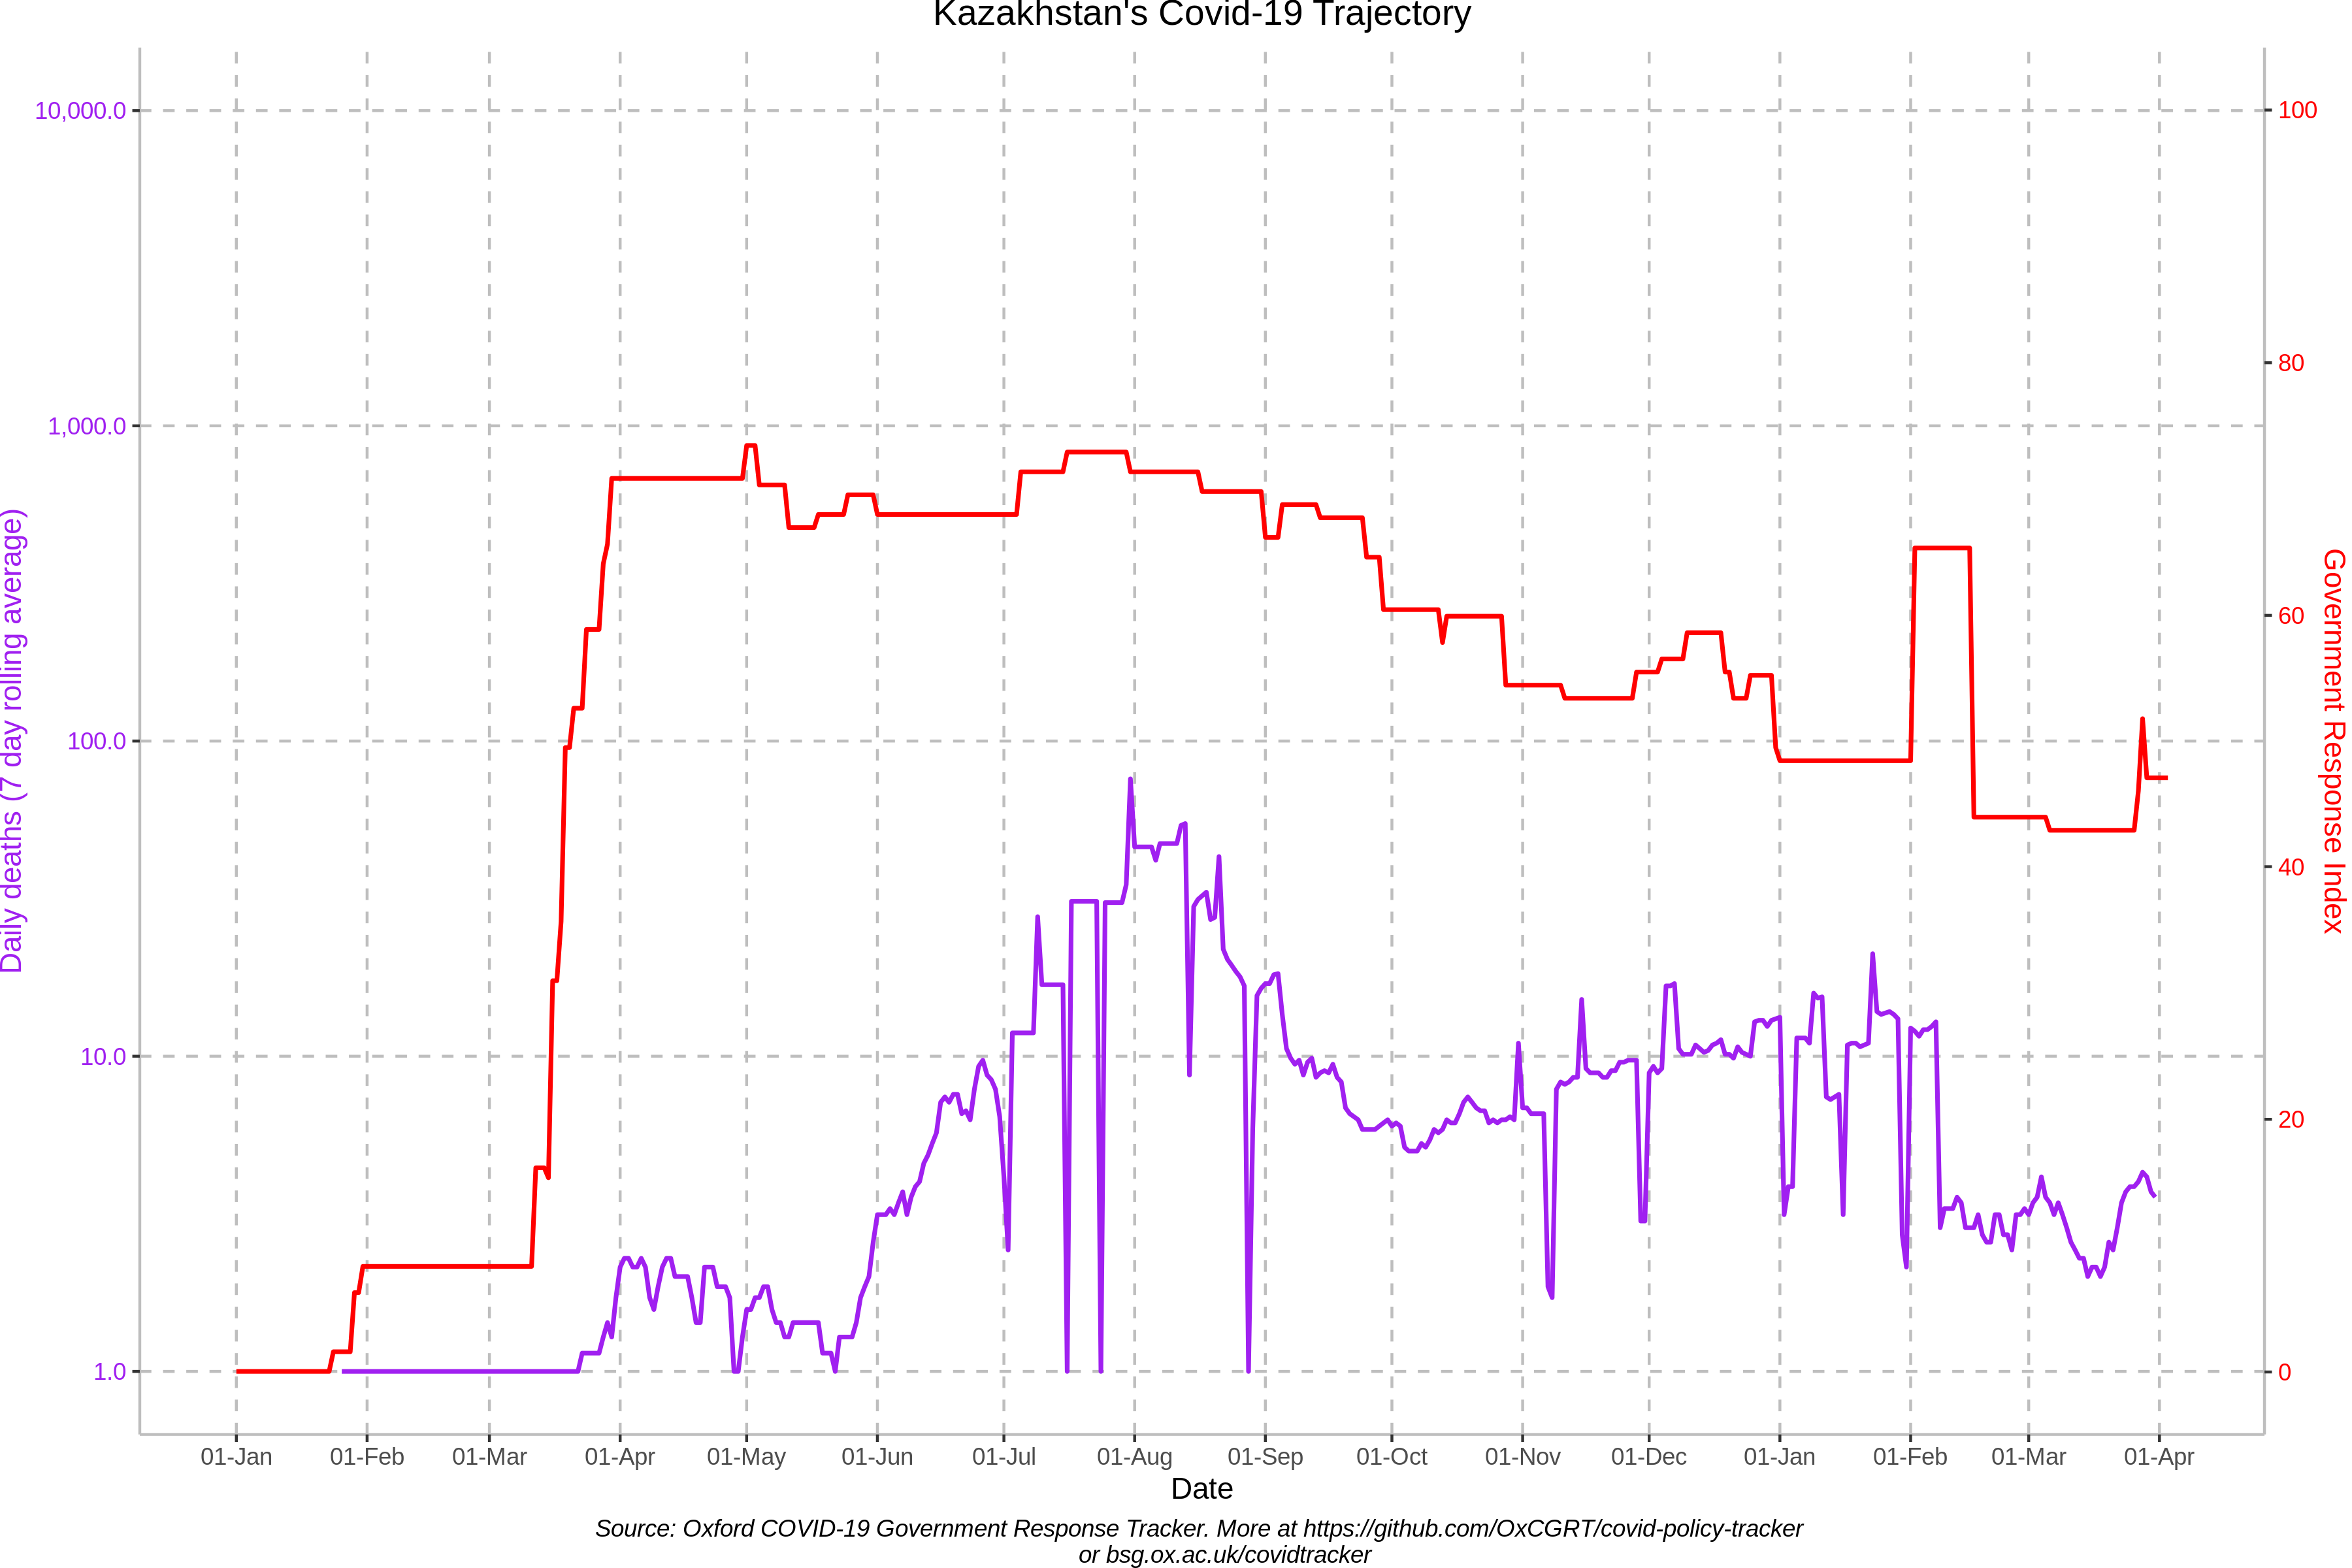 Kazakhstan's Covid-19 Trajectory
10,000.0
1,000.0
100.0
10.0
1.0
Daily deaths (7 day rolling average)
100
80
60
40
20
0
Government Response Index
01-Jan 01-Feb 01-Mar 01-Apr 01-May 01-Jun 01-Jul 01-Aug 01-Sep 01-Oct 01-Nov 01-Dec 01-Jan 01-Feb 01-Mar 01-Apr
Date
Source: Oxford COVID-19 Government Response Tracker. More at https://github.com/OxCGRT/covid-policy-tracker
or bsg.ox.ac.uk/covidtracker